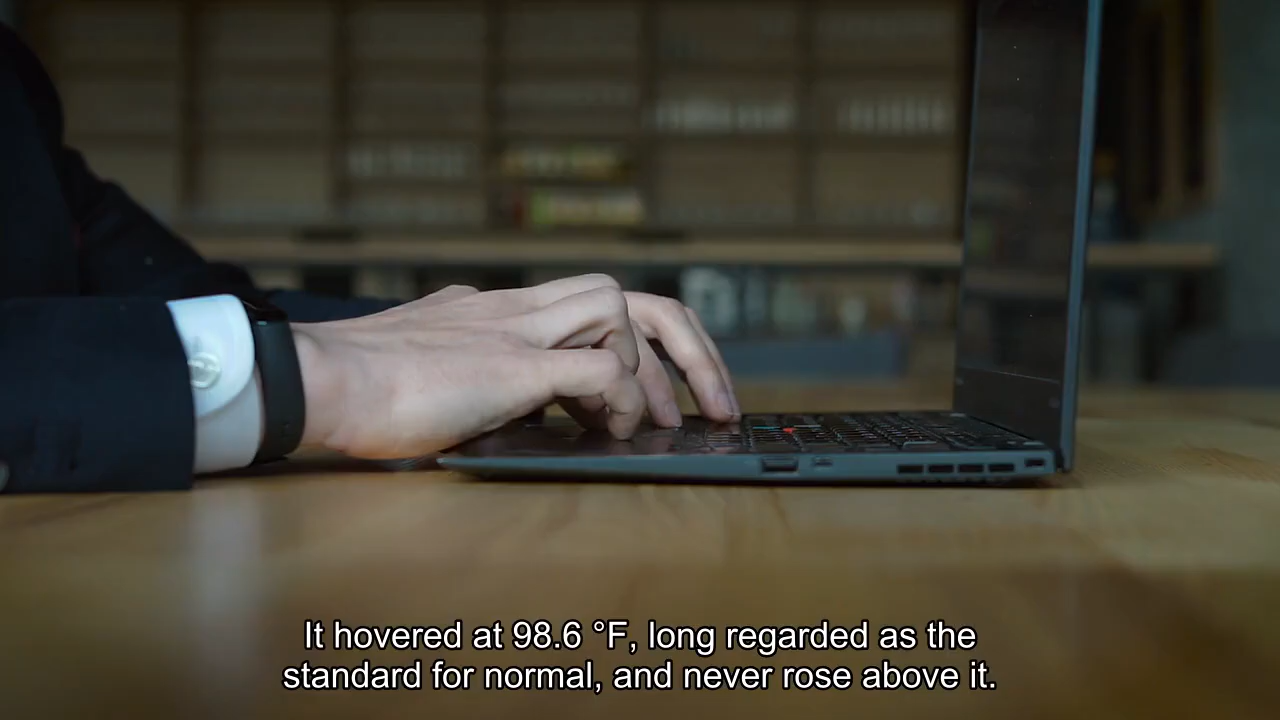 It hovered at 98.6 °F, long regarded as the
standard for normal, and never rose above it.